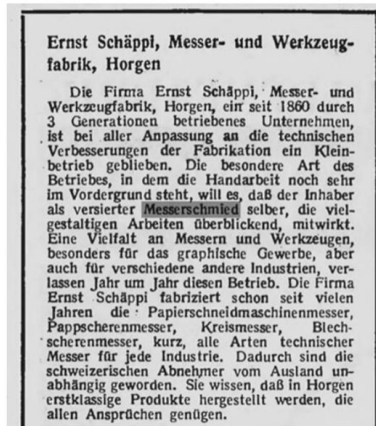 Ernst Schäppi, Messer- und Werkzeug-
fabrik, Horgen
Die Firma Ernst Schäppi, Messer- und
Werkzeugfabrik, Horgen, ein seit 1860 durch
3 Generationen betriebenes Unternehmen,
ist bei aller Anpassung an die technischen
Verbesserungen der Fabrikation ein Klein-
betrieb geblieben. Die besondere Art des
Betriebes, in dem die Handarbeit noch sehr
im Vordergrund steht, will es, daß der Inhaber
als versierter Messerschmied selber, die viel-
gestaltigen Arbeiten überblickend, mitwirkt.
Eine Vielfalt an Messern und Werkzeugen,
besonders für das graphische Gewerbe, aber
auch für verschiedene andere Industrien, ver-
lassen Jahr um Jahr diesen Betrieb. Die Firma
Ernst Schäppi fabriziert schon seit vielen
Jahren die Papierschneidmaschinenmesser,
Pappscherenmesser, Kreismesser, Blech-
scherenmesser, kurz, alle Arten technischer
Messer für jede Industrie. Dadurch sind die
schweizerischen Abnehmer vom Ausland un-
abhängig geworden. Sie wissen, daß in Horgen
erstklassige Produkte hergestellt werden, die
allen Ansprüchen genügen.